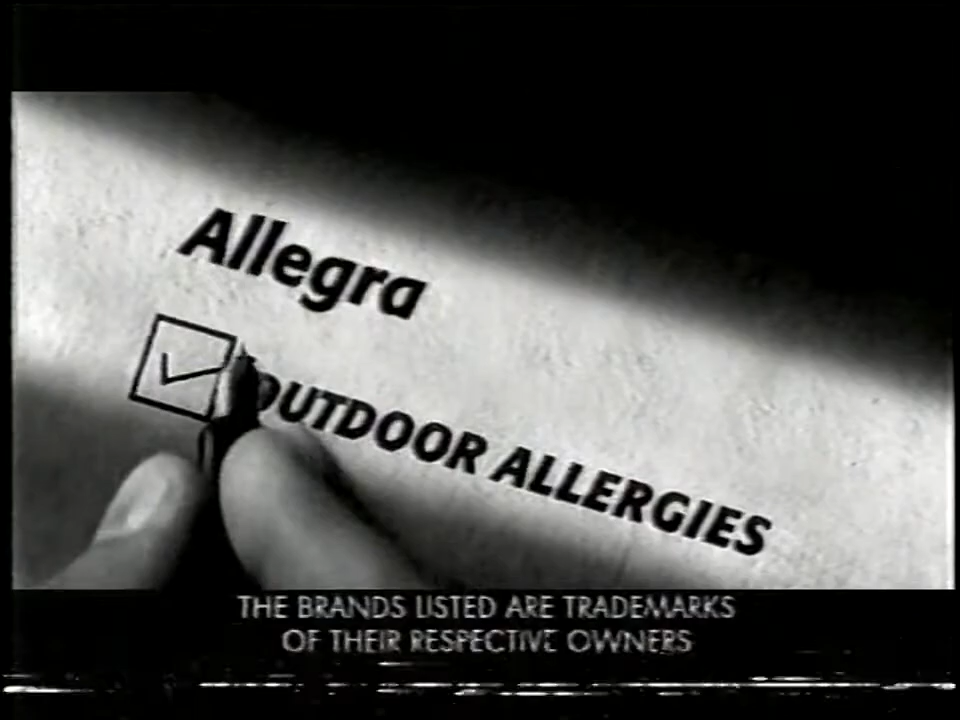 Allegra
OUTDOOR ALLERGIES
THE BRANDS LISTED ARE TRADEMARKS
OF THEIR RESPECTIVE OWNERS